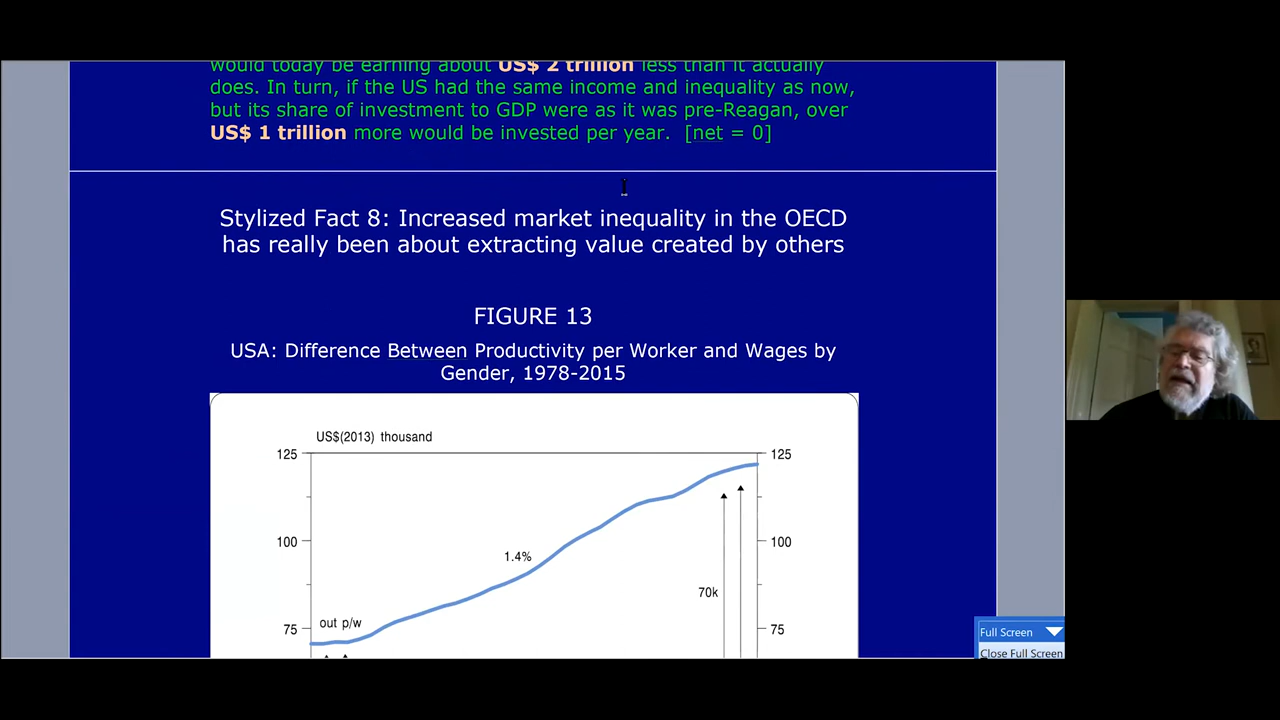 would today be earning about US$ 2 trillion less than it actually
does. In turn, if the US had the same income and inequality as now,
but its share of investment to GDP were as it was pre-Reagan, over
US$ 1 trillion more would be invested per year. [net = 0]
Stylized Fact 8: Increased market inequality in the OECD
has really been about extracting value created by others
FIGURE 13
USA: Difference Between Productivity per Worker and Wages by
Gender, 1978-2015
US$(2013) thousand
125
125
100
100
1.4%
70k
out p/w
75
75
Full Screen
Close Full Screen